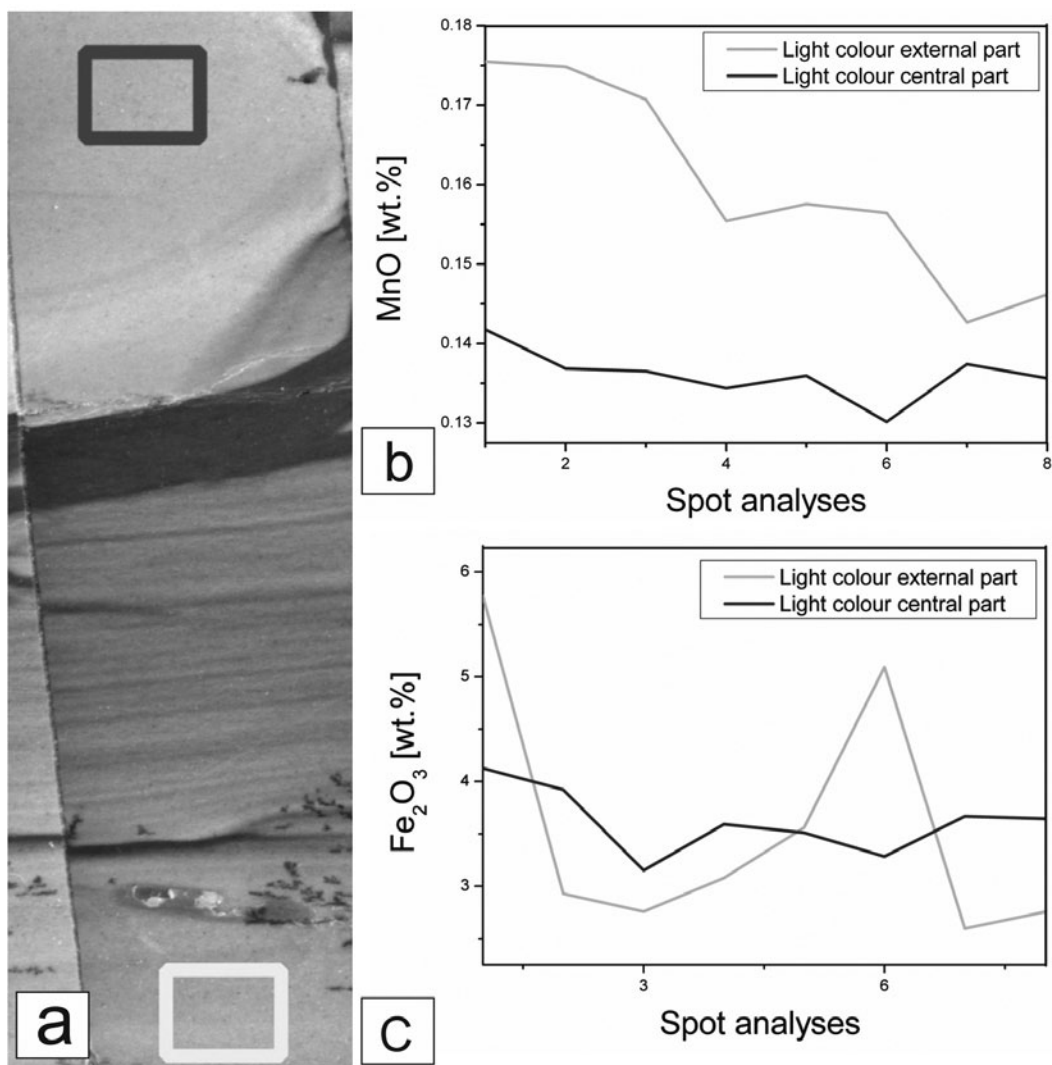 a
b
MnO [wt.%]
0.18
0.17
0.16
0.15
0.14
0.13
Light colour external part
Light colour central part
2
4
6
8
Spot analyses
c
Fe₂O₃ [wt.%]
6
5
4
3
Light colour external part
Light colour central part
3
6
Spot analyses